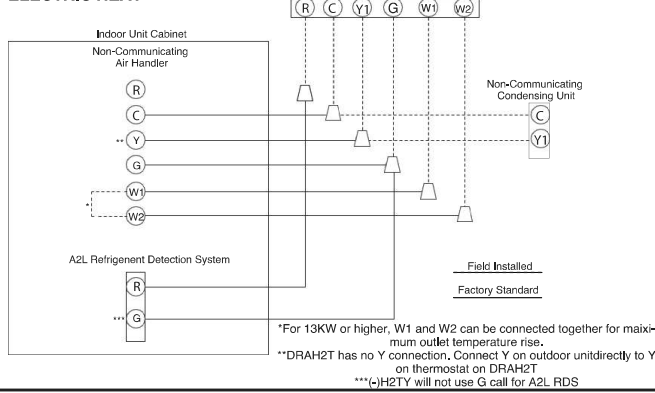 R C Y1 G W1 W2
Indoor Unit Cabinet
Non-Communicating
Air Handler
R
C
** Y
G
* W1
W2
Non-Communicating
Condensing Unit
C
Y1
A2L Refrigenent Detection System
R
*** G
Field Installed
Factory Standard
*For 13KW or higher, W1 and W2 can be connected together for maixi-
mum outlet temperature rise.
**DRAH2T has no Y connection. Connect Y on outdoor unitdirectly to Y
on thermostat on DRAH2T
***(-)H2TY will not use G call for A2L RDS